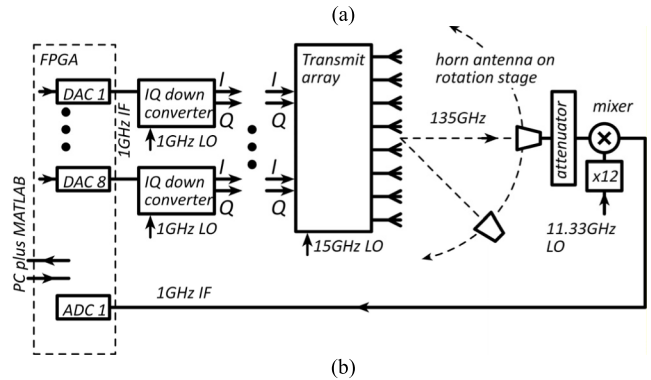 (a)
FPGA
DAC 1
1GHz IF
IQ down
converter
I
Q
1GHz LO
I
Q
Transmit
array
horn antenna on
rotation stage
135GHz
attenuator
mixer
x12
11.33GHz
LO
DAC 8
IQ down
converter
I
Q
1GHz LO
I
Q
15GHz LO
PC plus MATLAB
ADC 1
1GHz IF
(b)